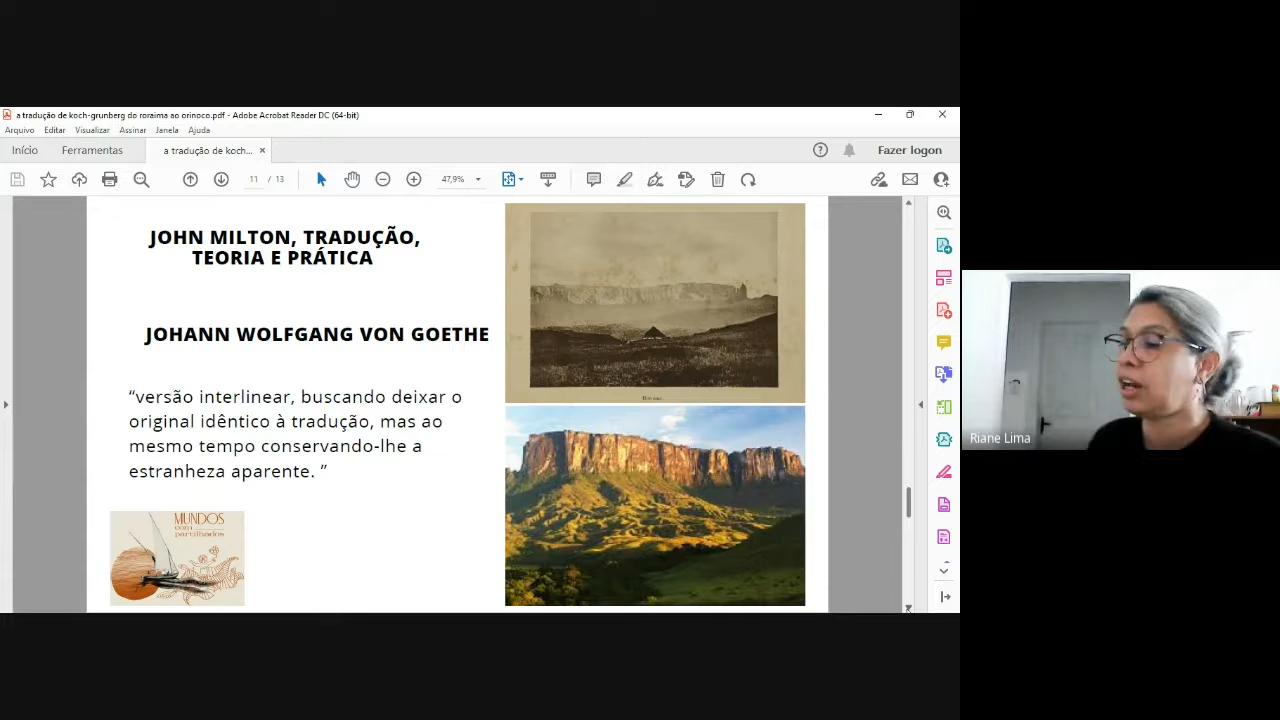 a tradução de koch-grunberg do roraima ao orinoco.pdf - Adobe Acrobat Reader DC (64-bit)
Arquivo Editar Visualizar Assinar Janela Ajuda
Início Ferramentas a tradução de koch... Fazer logon
11 / 13 47,9%
JOHN MILTON, TRADUÇÃO,
TEORIA E PRÁTICA
JOHANN WOLFGANG VON GOETHE
“versão interlinear, buscando deixar o
original idêntico à tradução, mas ao
mesmo tempo conservando-lhe a
estranheza aparente. ”
MUNDOS
com
partilhados
Riane Lima